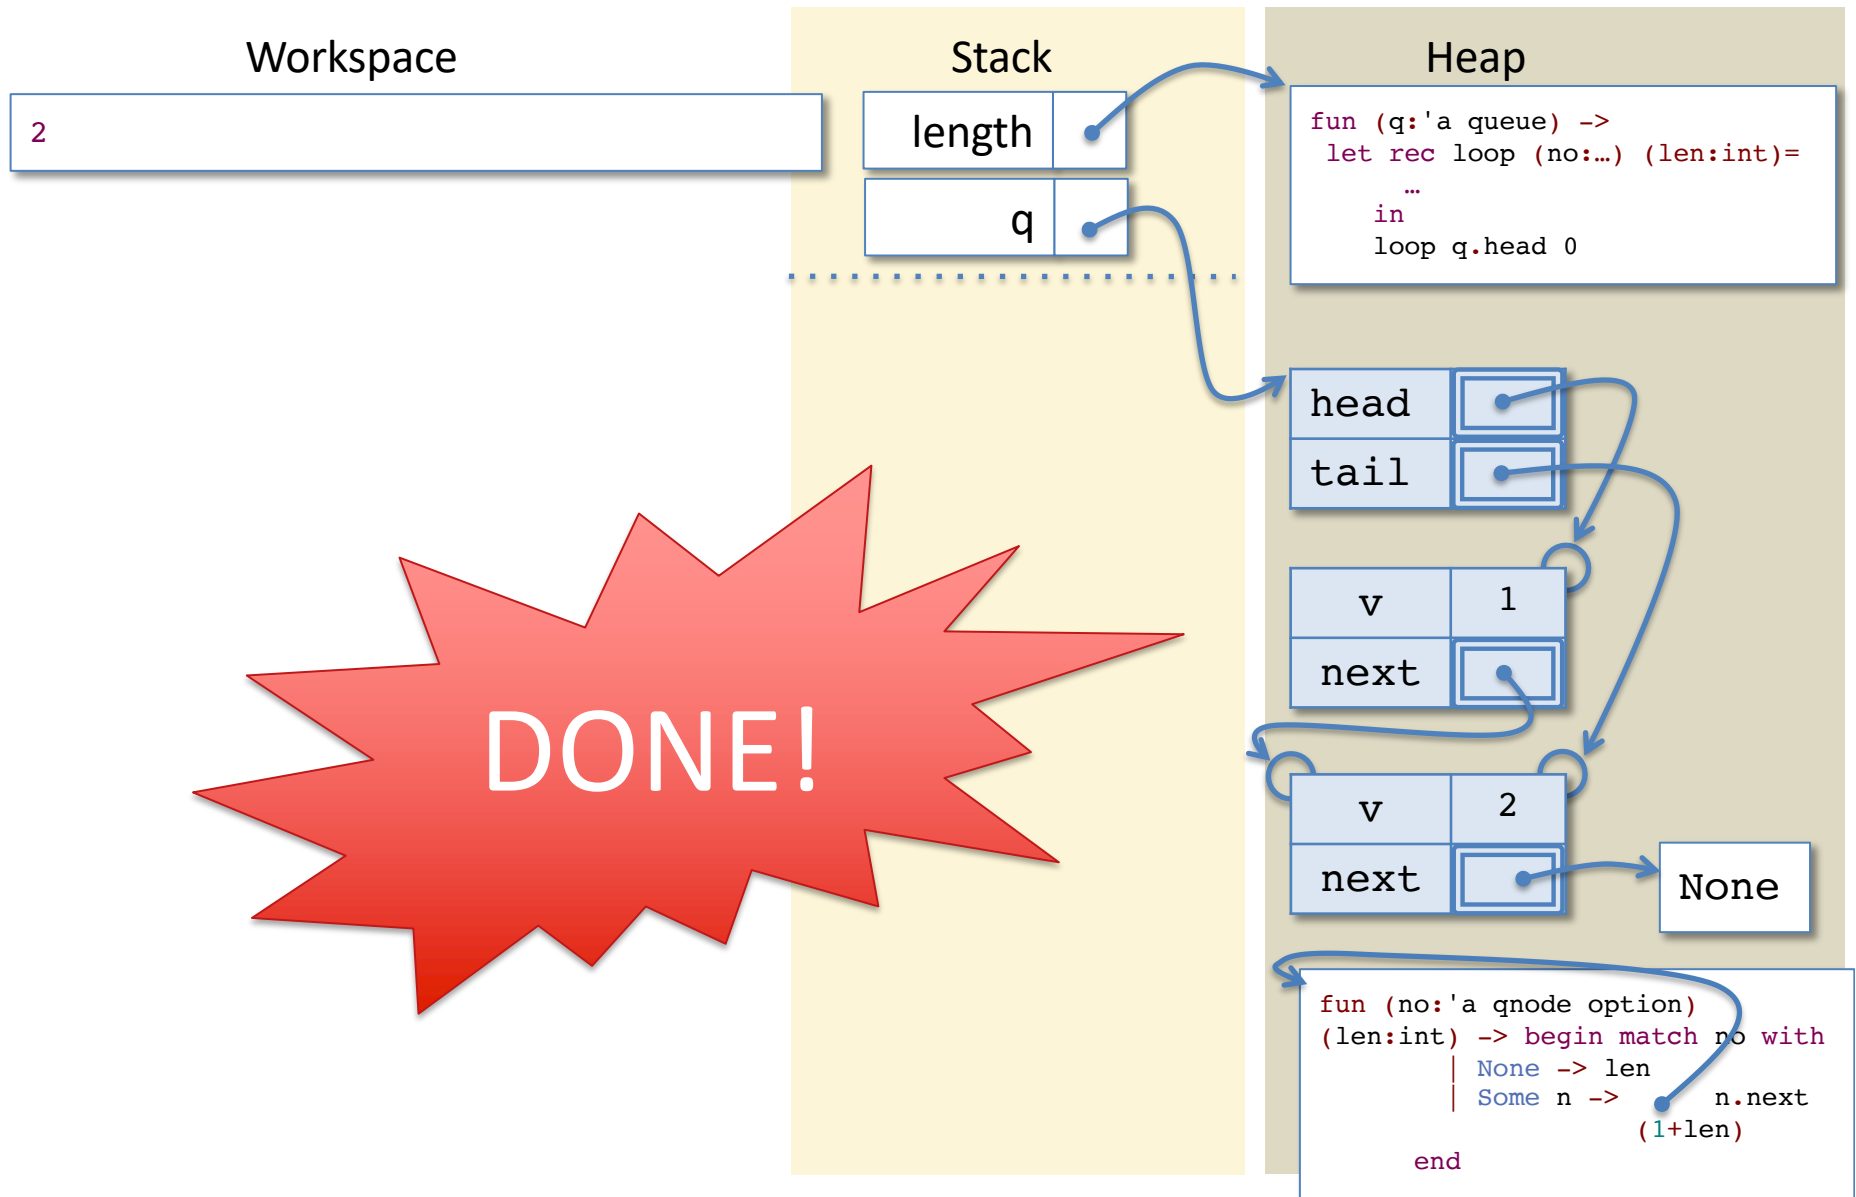 Workspace
2
Stack
length
q
Heap
fun (q:'a queue) ->
let rec loop (no:…) (len:int)=
…
in
loop q.head 0
head
tail
v 1
next
v 2
next
None
fun (no:'a qnode option)
(len:int) -> begin match no with
| None -> len
| Some n -> n.next
(1+len)
end
DONE!